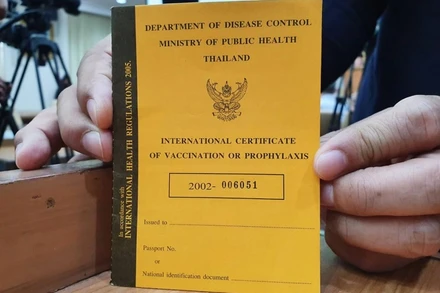 DEPARTMENT OF DISEASE CONTROL
MINISTRY OF PUBLIC HEALTH
THAILAND
INTERNATIONAL CERTIFICATE
OF VACCINATION OR PROPHYLAXIS
2002- 006051
Issued to
Passport No.
or
National identification document
In accordance with
INTERNATIONAL HEALTH REGULATIONS 2005.